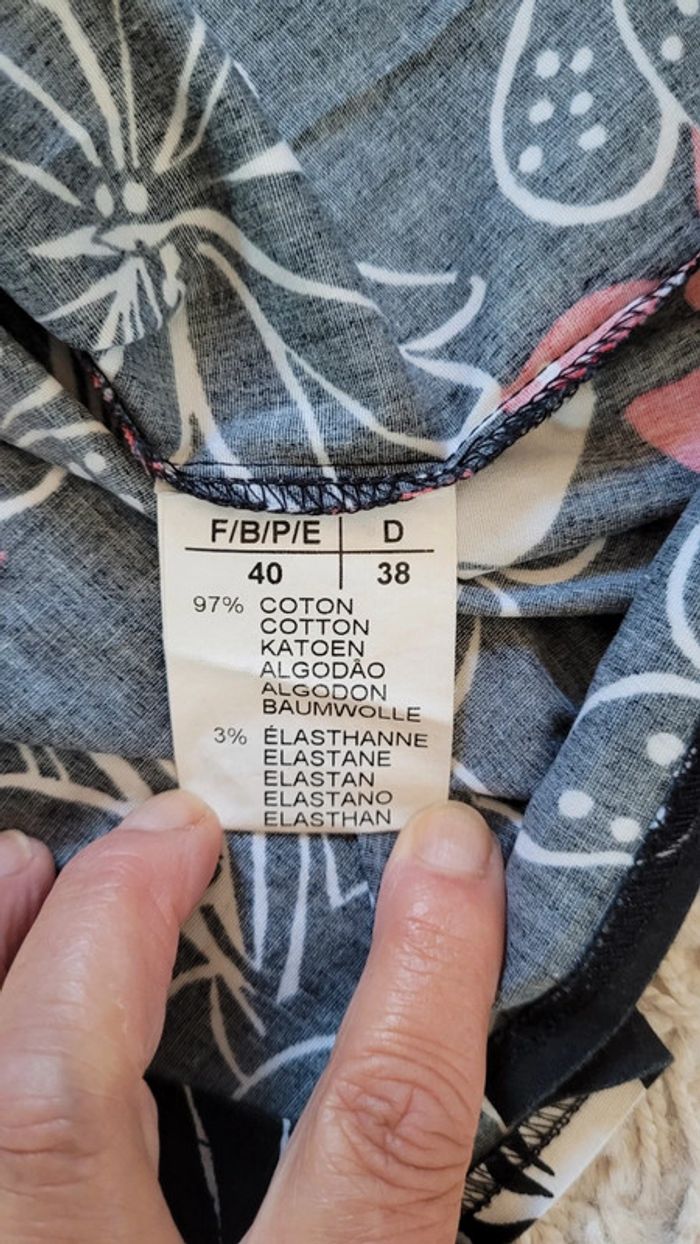 F/B/P/E D
40 38
97% COTON
COTTON
KATOEN
ALGODÂO
ALGODON
BAUMWOLLE
3% ÉLASTHANNE
ELASTANE
ELASTAN
ELASTANO
ELASTHAN